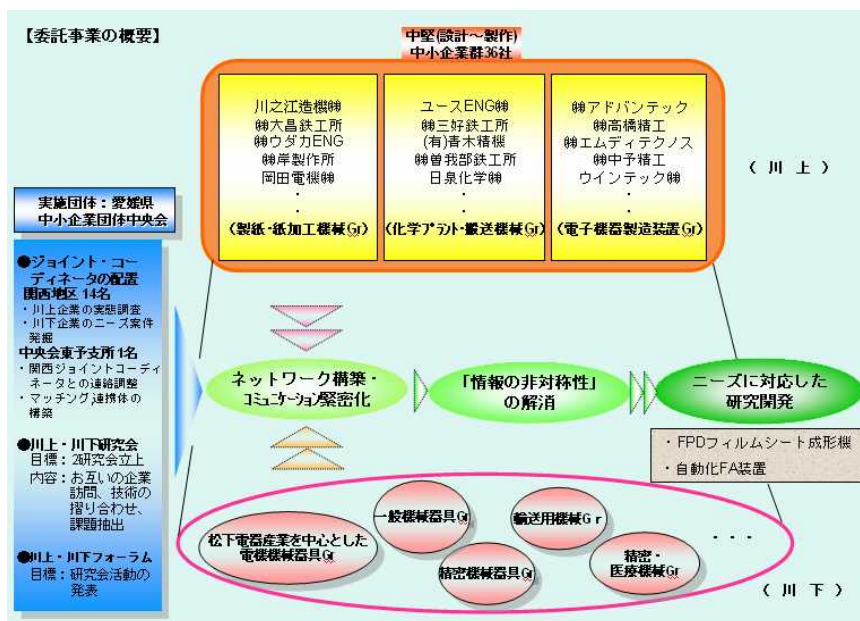 【委託事業の概要】
中堅(設計～製作)
中小企業群36社
川之江造機㈱
㈱大昌鉄工所
㈱ウダカENG
㈱岸製作所
岡田電機㈱
・
・
(製紙・紙加工機械Gr)
ユースENG㈱
㈱三好鉄工所
(有)青木精機
㈱曽我部鉄工所
日泉化学㈱
・
・
(化学プラント・搬送機械Gr)
㈱アドバンテック
㈱高橋精工
㈱エムディテクノス
㈱中予精工
ウインテック㈱
・
・
(電子機器製造装置Gr)
（川上）
実施団体：愛媛県
中小企業団体中央会
●ジョイント・コー
ディネータの配置
関西地区 14名
・川上企業の実態調査
・川下企業のニーズ案件
発掘
中央会東予支所1名
・関西ジョイントコーディ
ネータとの連絡調整
・マッチング,連携体の
構築
●川上・川下研究会
目標：2研究会立上
内容：お互いの企業
訪問、技術の
摺り合わせ、
課題抽出
●川上・川下フォーラム
目標：研究会活動の
発表
ネットワーク構築・
コミュニケーション緊密化
「情報の非対称性」
の解消
ニーズに対応した
研究開発
・FPDフィルムシート成形機
・自動化FA装置
松下電器産業を中心とした
電機機械器具Gr
一般機械器具Gr
精密機械器具Gr
輸送用機械Gr
精密・
医療機械Gr
・・・
（川下）